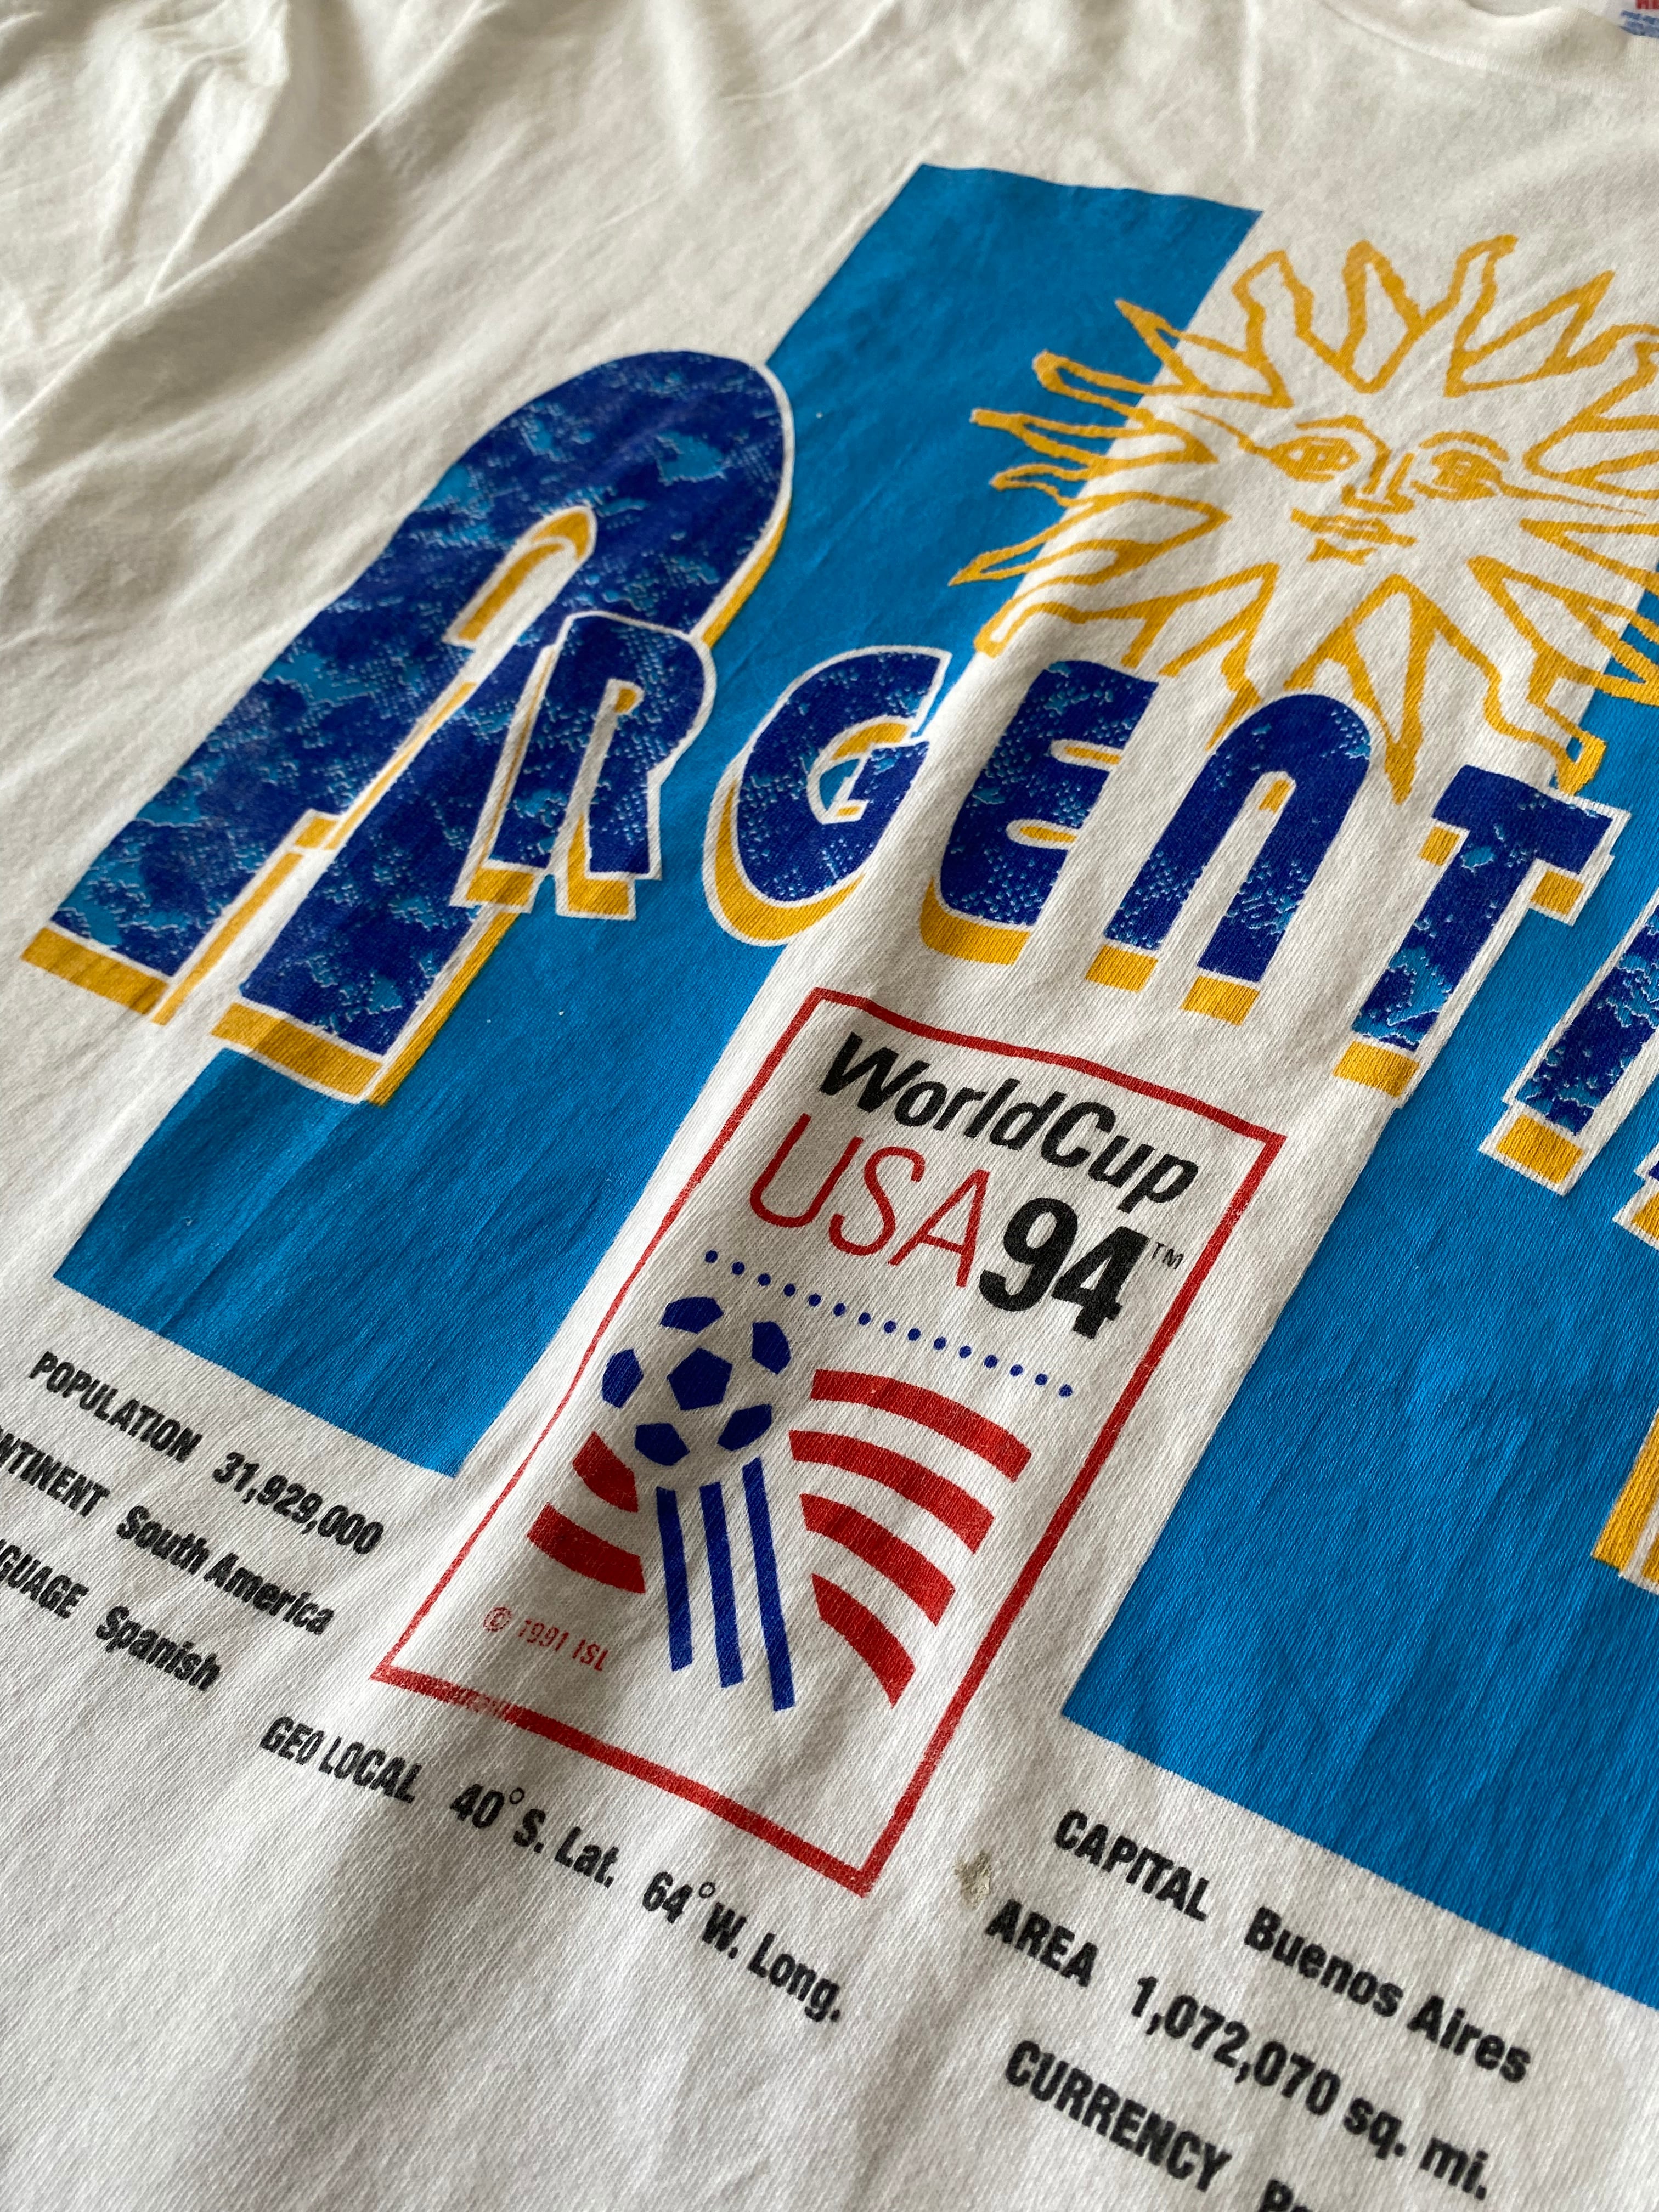 ARGENT
WorldCup
USA94™
© 1991 ISL
POPULATION 31,929,000
NTINENT South America
GUAGE Spanish
GEO LOCAL 40° S. Lat. 64° W. Long.
CAPITAL Buenos Aires
AREA 1,072,070 sq. mi.
CURRENCY